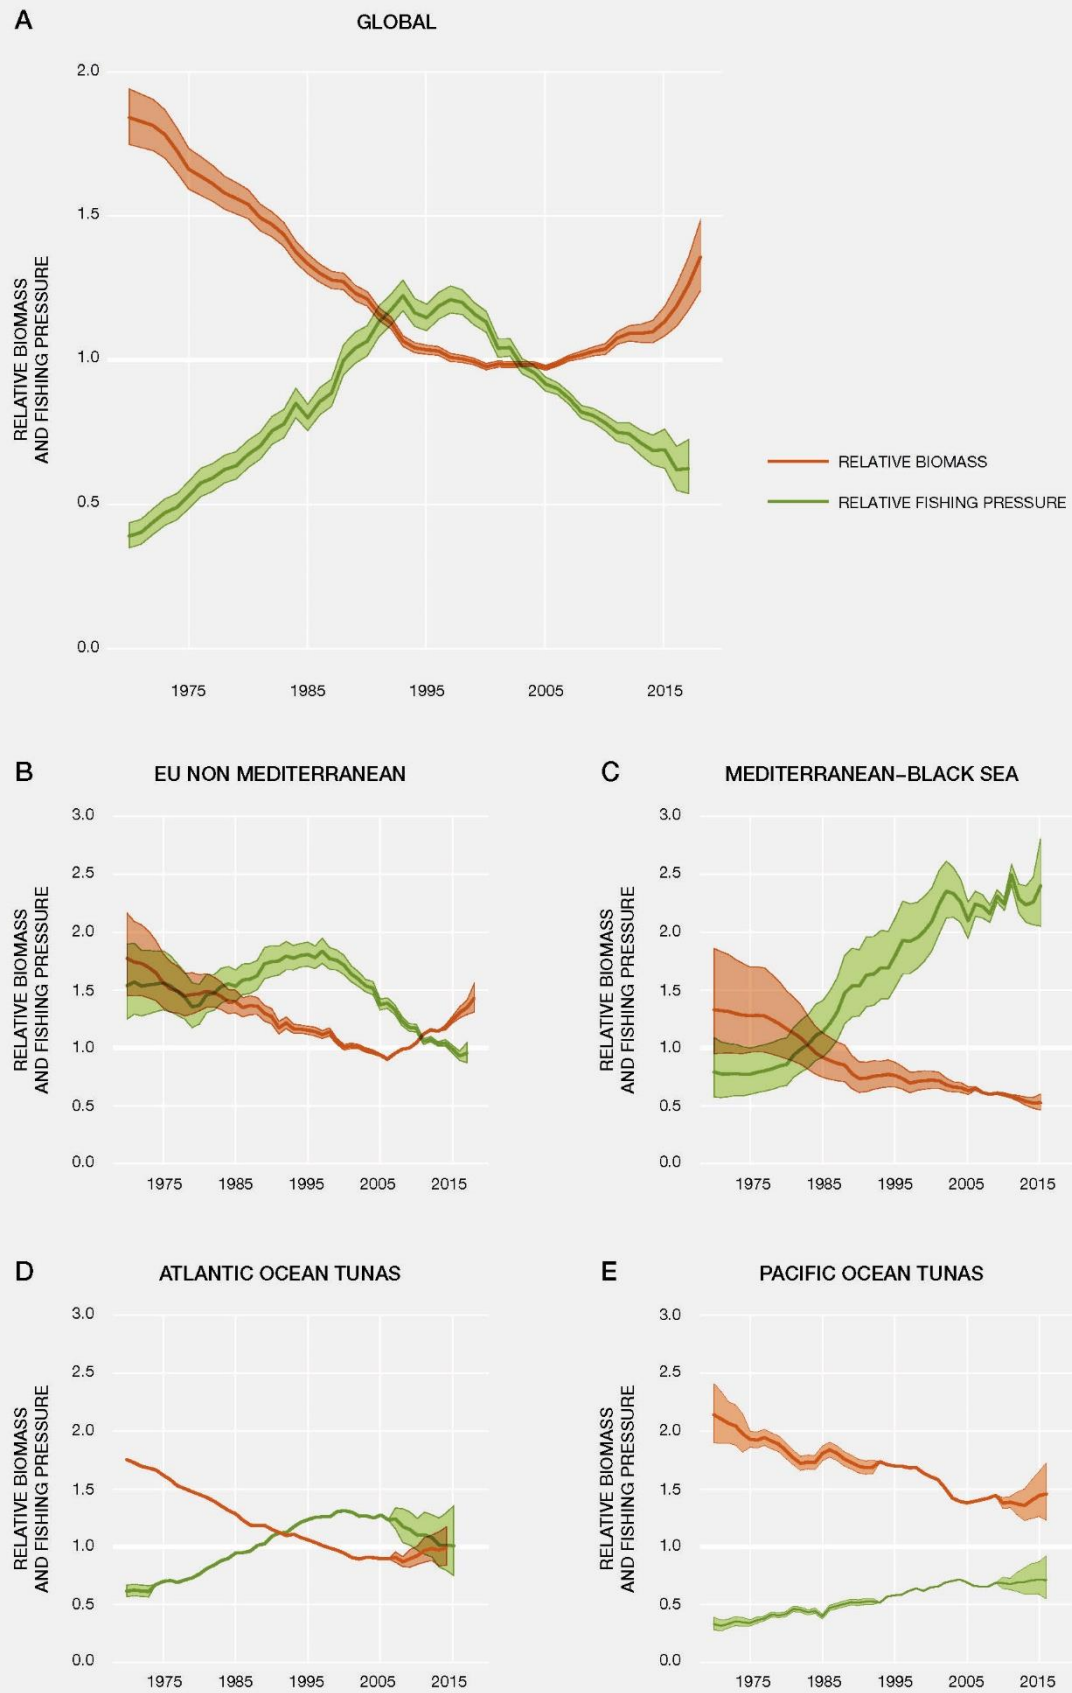 A
GLOBAL
2.0
1.5
1.0
0.5
0.0
RELATIVE BIOMASS
AND FISHING PRESSURE
1975 1985 1995 2005 2015
RELATIVE BIOMASS
RELATIVE FISHING PRESSURE
B
EU NON MEDITERRANEAN
3.0
2.5
2.0
1.5
1.0
0.5
0.0
RELATIVE BIOMASS
AND FISHING PRESSURE
1975 1985 1995 2005 2015
C
MEDITERRANEAN–BLACK SEA
3.0
2.5
2.0
1.5
1.0
0.5
0.0
RELATIVE BIOMASS
AND FISHING PRESSURE
1975 1985 1995 2005 2015
D
ATLANTIC OCEAN TUNAS
3.0
2.5
2.0
1.5
1.0
0.5
0.0
RELATIVE BIOMASS
AND FISHING PRESSURE
1975 1985 1995 2005 2015
E
PACIFIC OCEAN TUNAS
3.0
2.5
2.0
1.5
1.0
0.5
0.0
RELATIVE BIOMASS
AND FISHING PRESSURE
1975 1985 1995 2005 2015